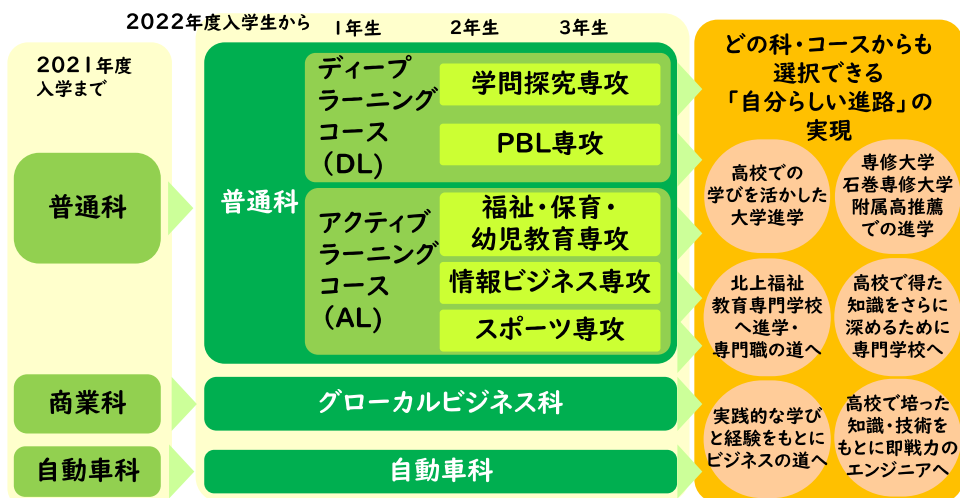 2022年度入学生から
1年生
2年生
3年生
2021年度
入学まで
普通科
商業科
自動車科
普通科
ディープ
ラーニング
コース
(DL)
学問探究専攻
PBL専攻
アクティブ
ラーニング
コース
(AL)
福祉・保育・
幼児教育専攻
情報ビジネス専攻
スポーツ専攻
グローカルビジネス科
自動車科
どの科・コースからも
選択できる
「自分らしい進路」の
実現
高校での
学びを活かした
大学進学
専修大学
石巻専修大学
附属高推薦
での進学
北上福祉
教育専門学校
へ進学・
専門職の道へ
高校で得た
知識をさらに
深めるために
専門学校へ
実践的な学び
と経験をもとに
ビジネスの道へ
高校で培った
知識・技術を
もとに即戦力の
エンジニアへ